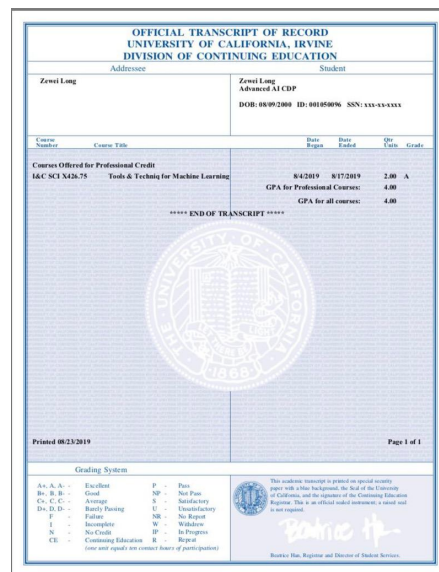 OFFICIAL TRANSCRIPT OF RECORD
UNIVERSITY OF CALIFORNIA, IRVINE
DIVISION OF CONTINUING EDUCATION
Addressee Student
Zewei Long Zewei Long
Advanced AI CDP
DOB: 08/09/2000 ID: 001050096 SSN: xxx-xx-xxxx
Course Number Course Title Date Began Date Ended Qtr Units Grade
Courses Offered for Professional Credit
I&C SCI X426.75 Tools & Techniq for Machine Learning 8/4/2019 8/17/2019 2.00 A
GPA for Professional Courses: 4.00
GPA for all courses: 4.00
***** END OF TRANSCRIPT *****
THE UNIVERSITY OF CALIFORNIA
1868
Printed 08/23/2019 Page 1 of 1
Grading System
A+, A, A- - Excellent P - Pass
B+, B, B- - Good NP - Not Pass
C+, C, C- - Average S - Satisfactory
D+, D, D- - Barely Passing U - Unsatisfactory
F - Failure NR - No Report
I - Incomplete W - Withdrew
N - No Credit IP - In Progress
CE - Continuing Education R - Repeat
(one unit equals ten contact hours of participation)
This academic transcript is printed on special security
paper with a blue background, the Seal of the University
of California, and the signature of the Continuing Education
Registrar. This is an official sealed instrument; a raised seal
is not required.
Beatrice Han, Registrar and Director of Student Services